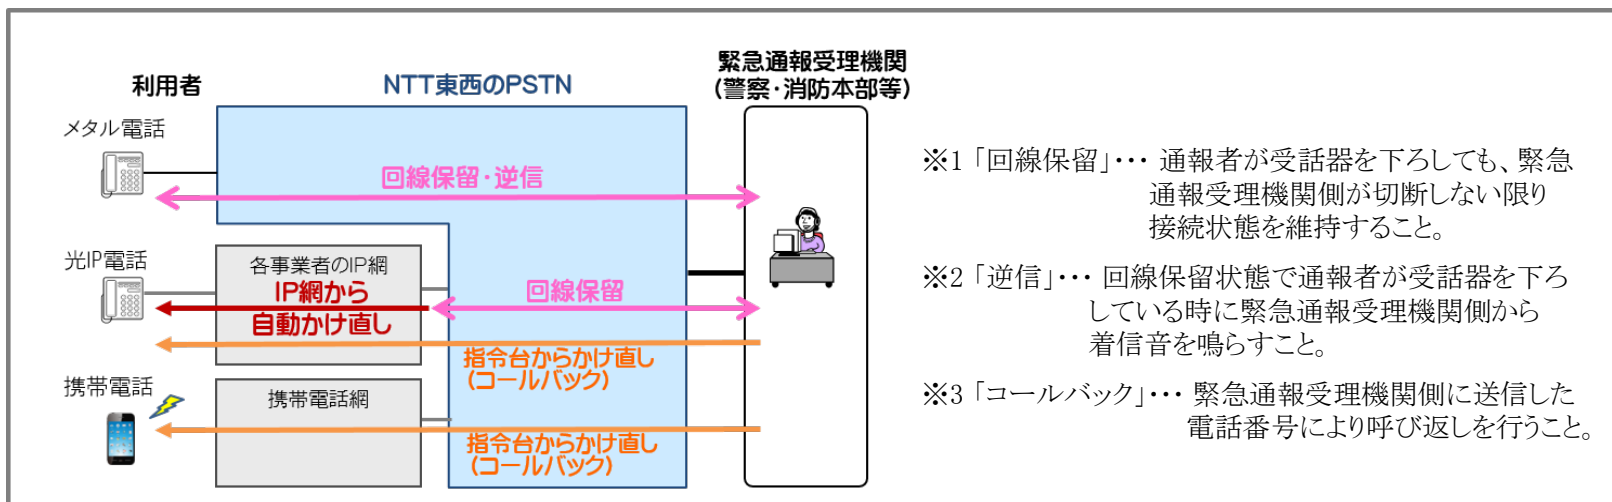 利用者
NTT東西のPSTN
緊急通報受理機関
(警察・消防本部等)
メタル電話
回線保留・逆信
光IP電話
各事業者のIP網
IP網から
自動かけ直し
回線保留
指令台からかけ直し
(コールバック)
携帯電話
携帯電話網
指令台からかけ直し
(コールバック)
※1 「回線保留」・・・ 通報者が受話器を下ろしても、緊急
通報受理機関側が切断しない限り
接続状態を維持すること。
※2 「逆信」・・・ 回線保留状態で通報者が受話器を下ろ
している時に緊急通報受理機関側から
着信音を鳴らすこと。
※3 「コールバック」・・・ 緊急通報受理機関側に送信した
電話番号により呼び返しを行うこと。